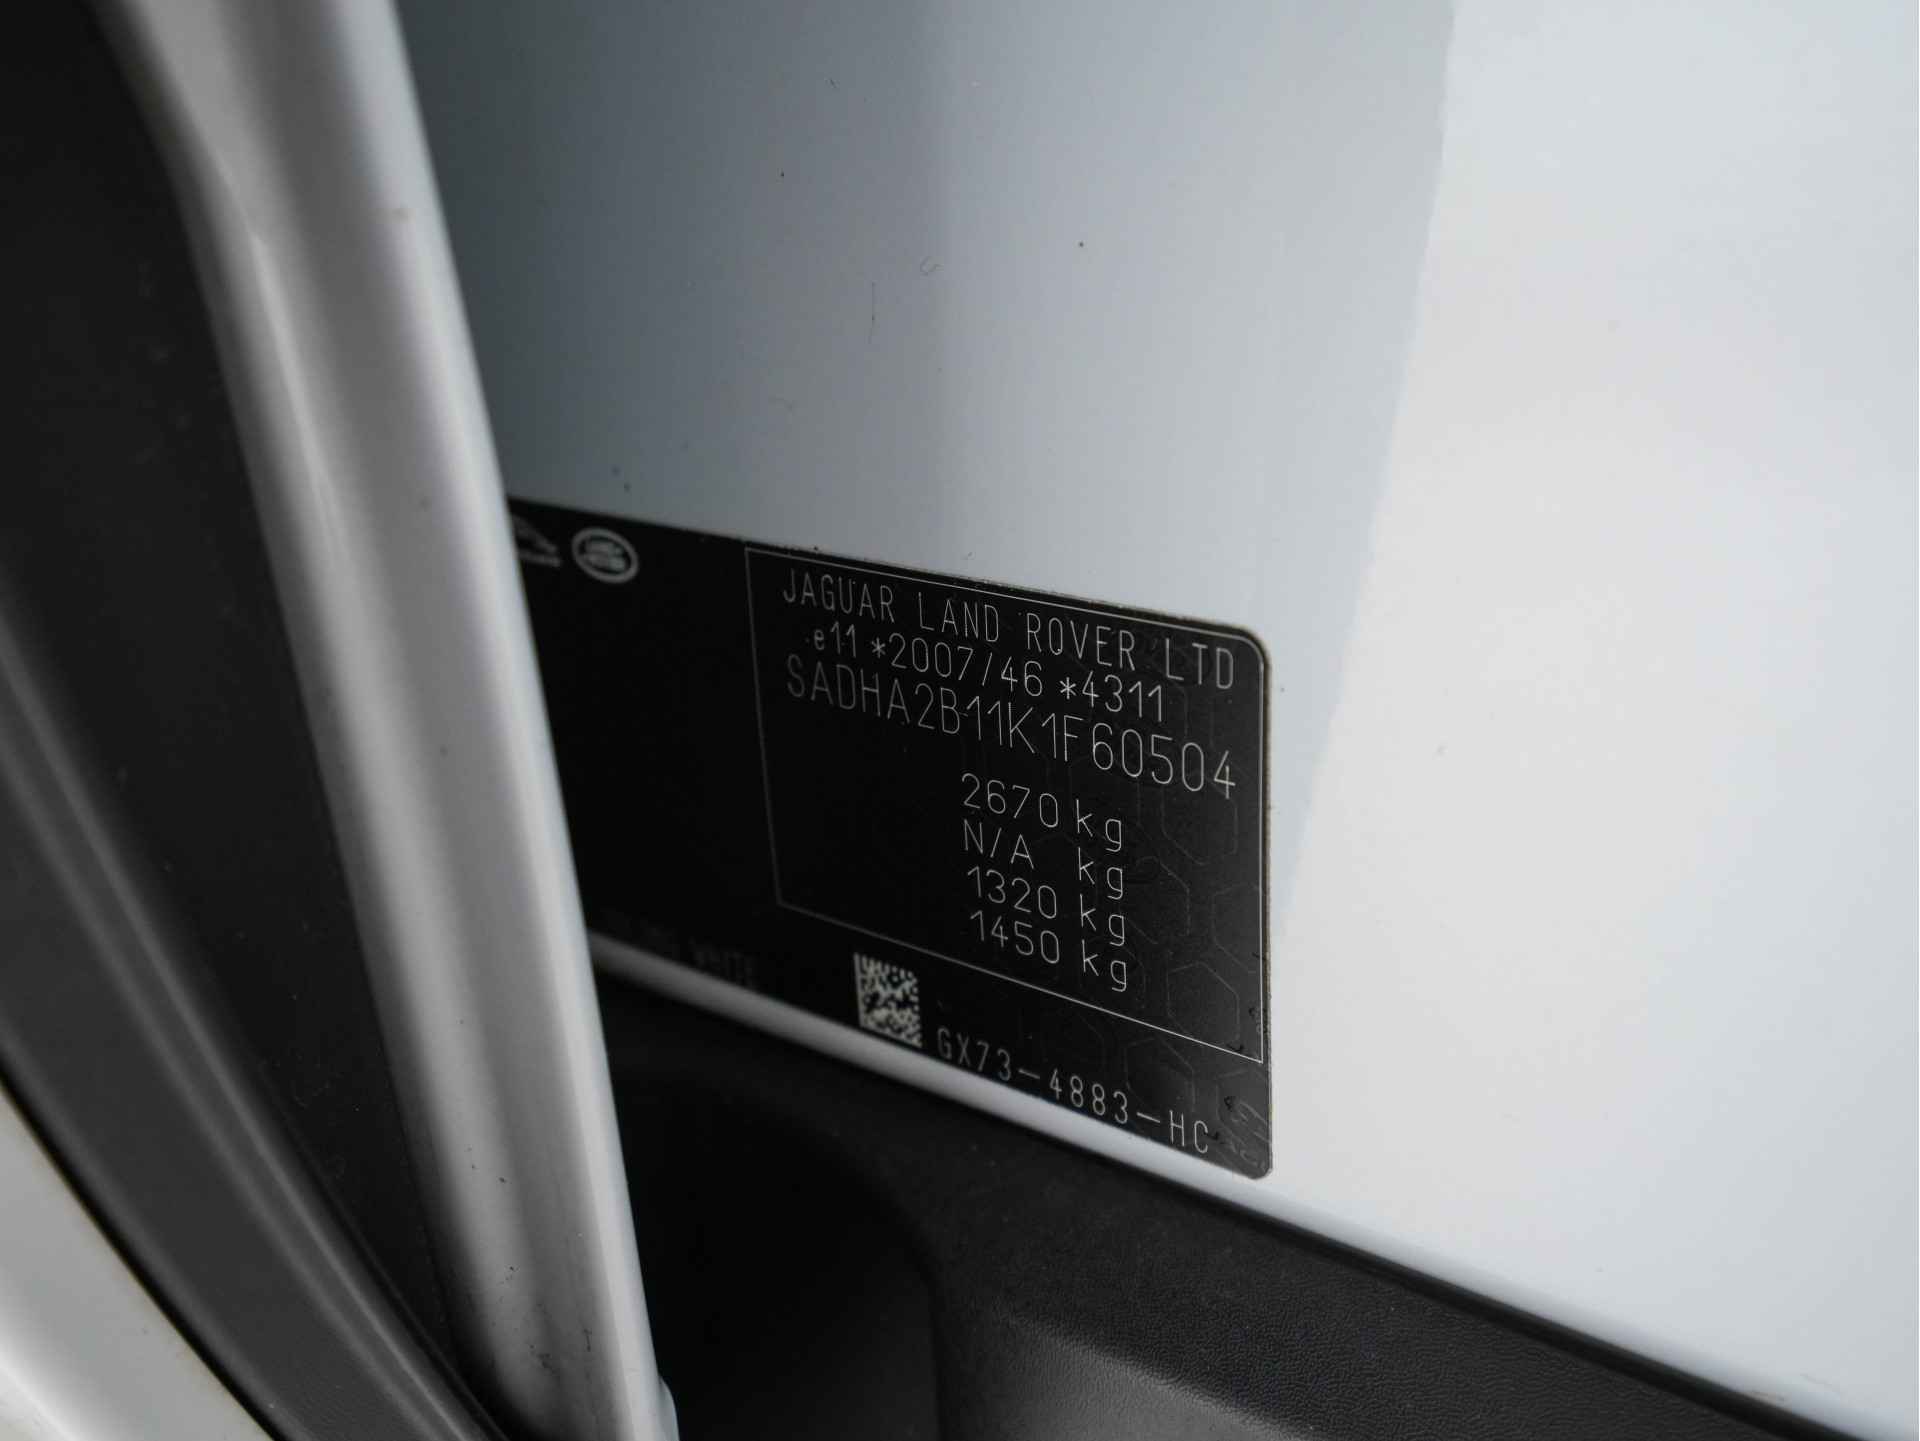 JAGUAR LAND ROVER LTD
e11 *2007/46 *4311
SADHA2B11K1F60504
2670 kg
N/A kg
1320 kg
1450 kg
WHITE
GX73-4883-HC